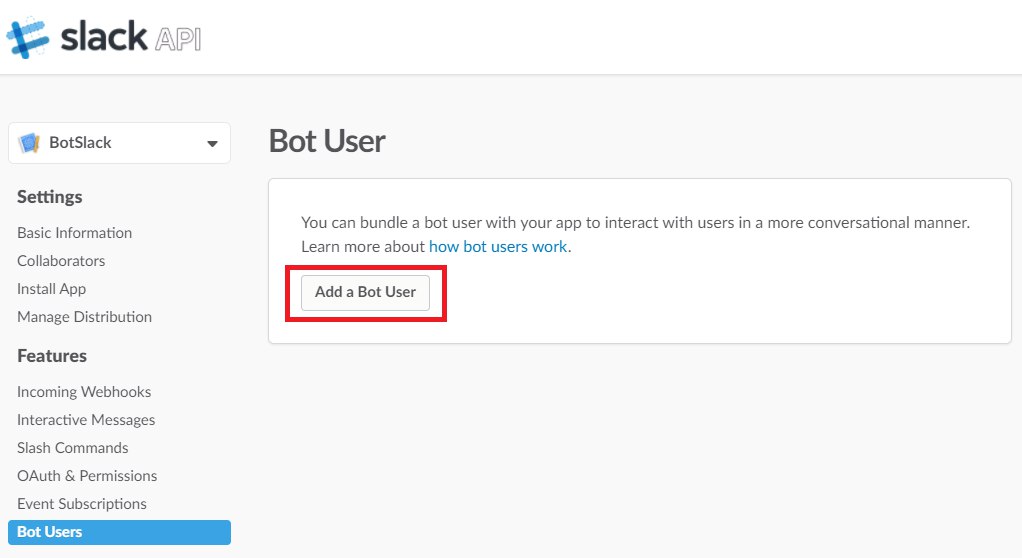 slack API
BotSlack
Bot User
Settings
Basic Information
Collaborators
Install App
Manage Distribution
Features
Incoming Webhooks
Interactive Messages
Slash Commands
OAuth & Permissions
Event Subscriptions
Bot Users
You can bundle a bot user with your app to interact with users in a more conversational manner.
Learn more about how bot users work.
Add a Bot User